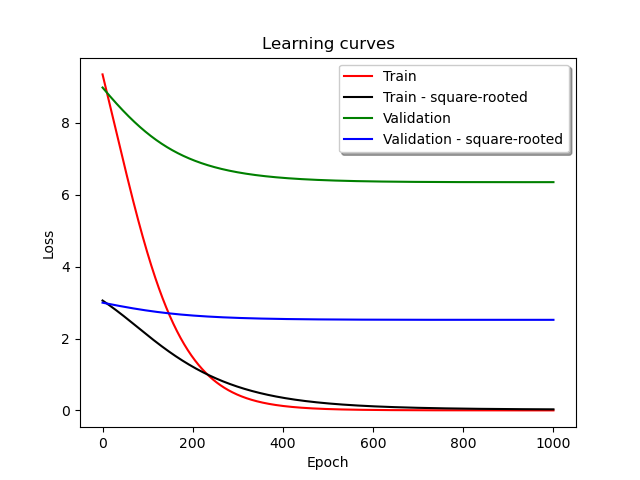 Learning curves
Train
Train - square-rooted
Validation
Validation - square-rooted
8
6
4
2
0
Loss
0 200 400 600 800 1000
Epoch